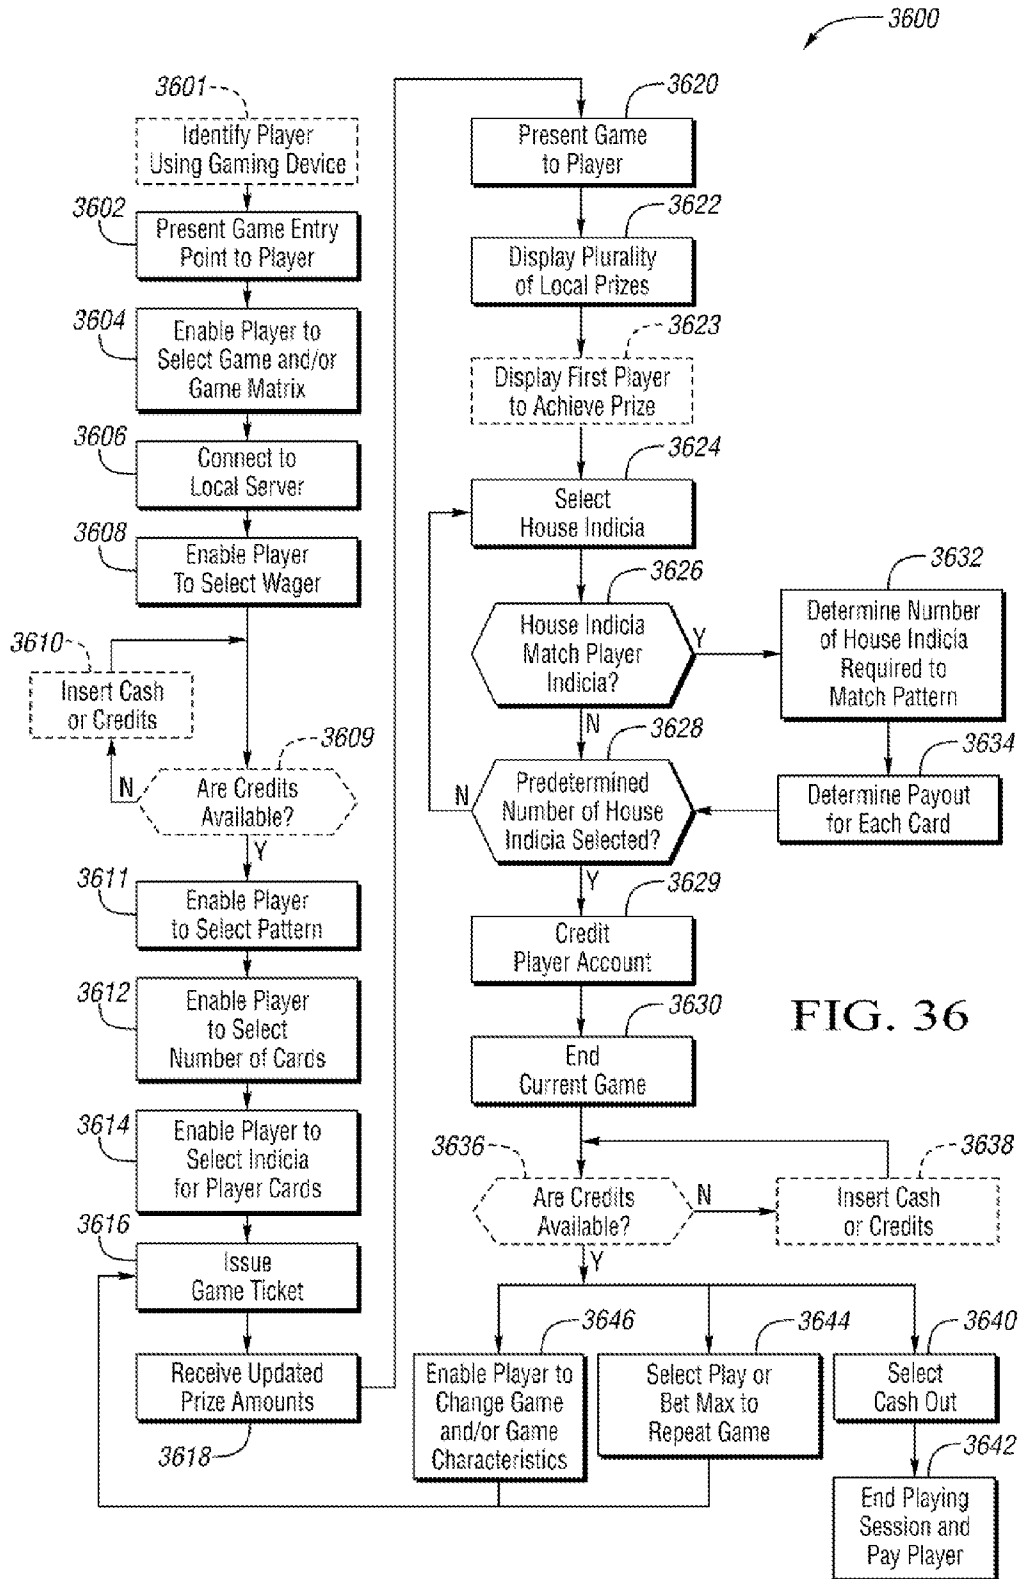 3600
3601
Identify Player
Using Gaming Device
3602
Present Game Entry
Point to Player
3604
Enable Player to
Select Game and/or
Game Matrix
3606
Connect to
Local Server
3608
Enable Player
To Select Wager
3610
Insert Cash
or Credits
3609
N
Are Credits
Available?
Y
3611
Enable Player
to Select Pattern
3612
Enable Player
to Select
Number of Cards
3614
Enable Player to
Select Indicia
for Player Cards
3616
Issue
Game Ticket
Receive Updated
Prize Amounts
3618
3620
Present Game
to Player
3622
Display Plurality
of Local Prizes
3623
Display First Player
to Achieve Prize
3624
Select
House Indicia
3626
House Indicia
Match Player
Indicia?
Y
N
3632
Determine Number
of House Indicia
Required to
Match Pattern
3628
N
Predetermined
Number of House
Indicia Selected?
Y
3634
Determine Payout
for Each Card
3629
Credit
Player Account
3630
End
Current Game
FIG. 36
3636
Are Credits
Available?
N
Y
3638
Insert Cash
or Credits
3646
Enable Player to
Change Game
and/or Game
Characteristics
3644
Select Play or
Bet Max to
Repeat Game
3640
Select
Cash Out
3642
End Playing
Session and
Pay Player